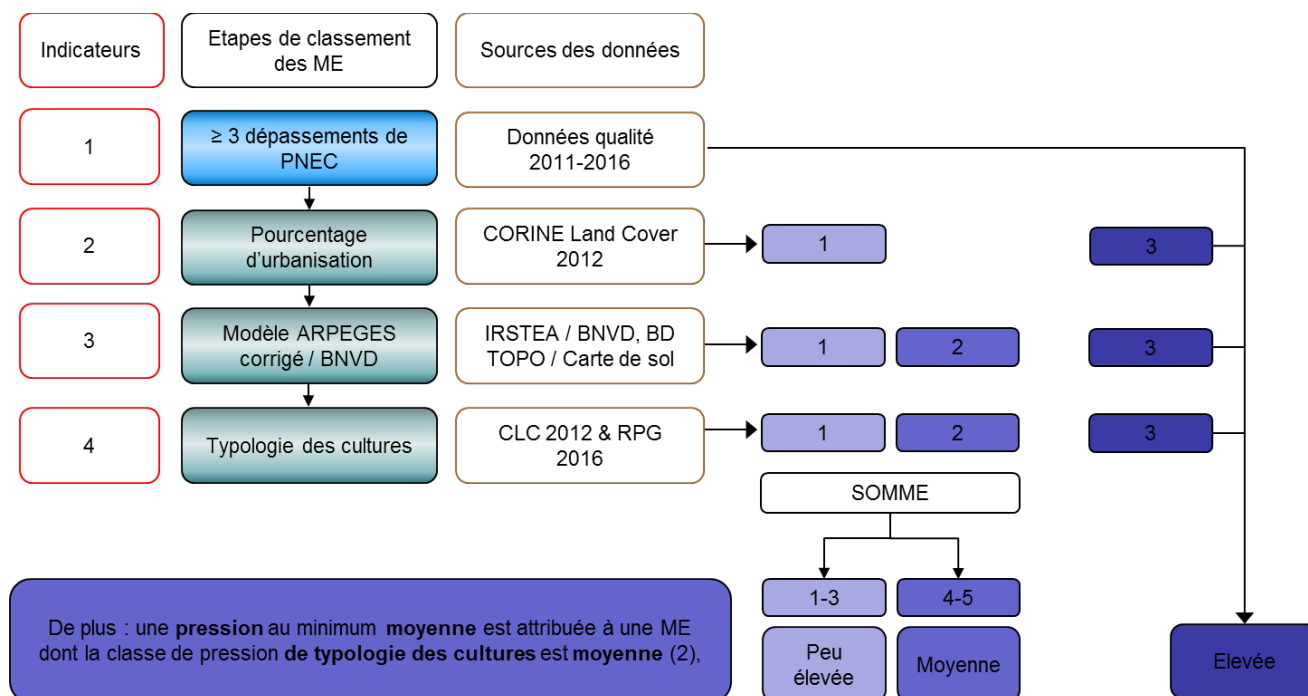 Indicateurs
Etapes de classement
des ME
Sources des données
1
≥ 3 dépassements de
PNEC
Données qualité
2011-2016
2
Pourcentage
d'urbanisation
CORINE Land Cover
2012
1
3
3
Modèle ARPEGES
corrigé / BNVD
IRSTEA / BNVD, BD
TOPO / Carte de sol
1
2
3
4
Typologie des cultures
CLC 2012 & RPG
2016
1
2
3
SOMME
1-3
4-5
De plus : une pression au minimum moyenne est attribuée à une ME
dont la classe de pression de typologie des cultures est moyenne (2),
Peu
élevée
Moyenne
Elevée